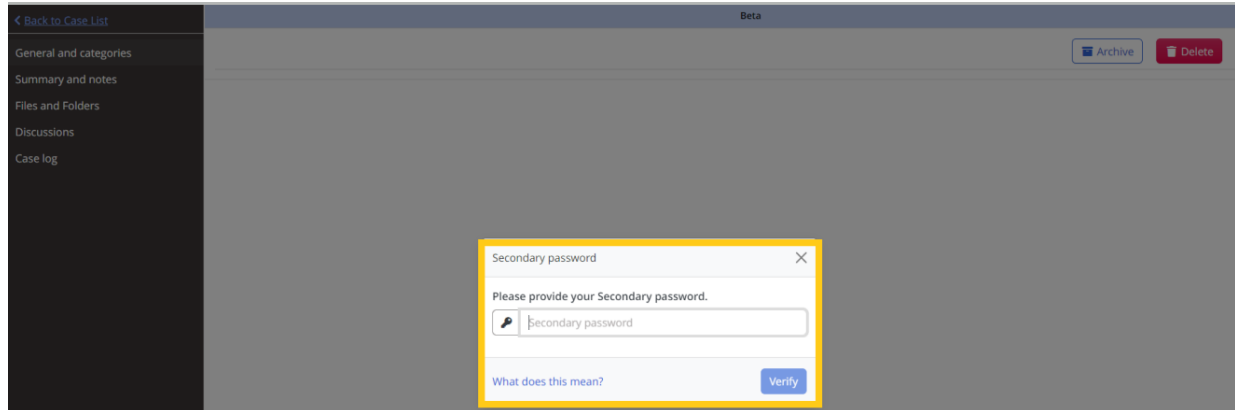 Back to Case List
Beta
General and categories
Archive
Delete
Summary and notes
Files and Folders
Discussions
Case log
Secondary password
Please provide your Secondary password.
Secondary password
What does this mean?
Verify